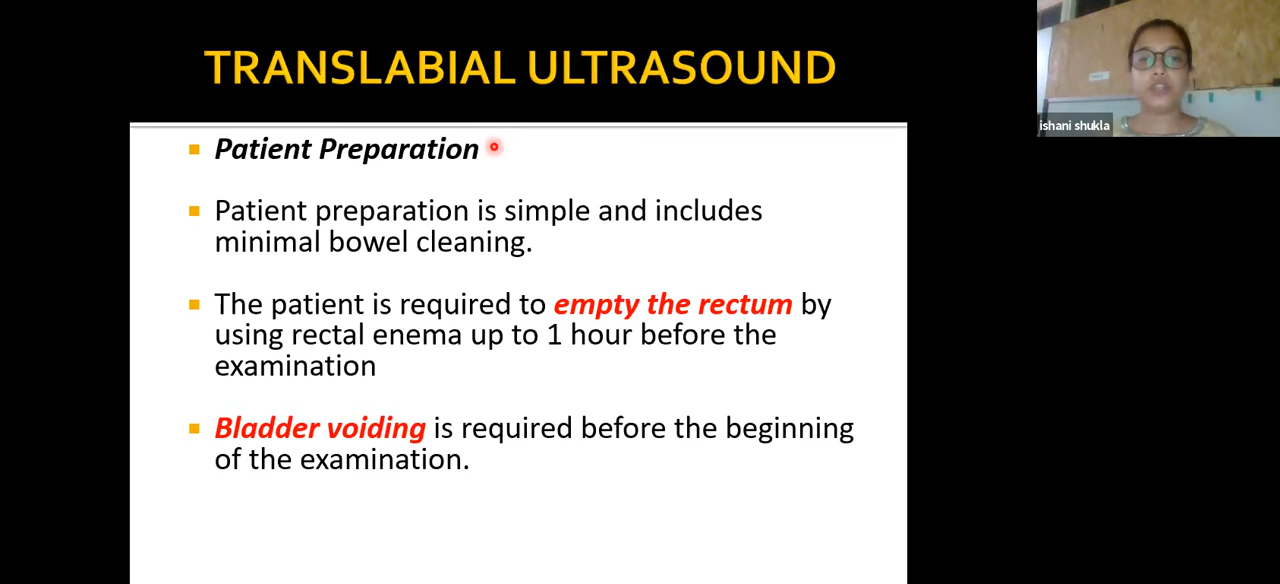 TRANSLABIAL ULTRASOUND
Patient Preparation
Patient preparation is simple and includes
minimal bowel cleaning.
The patient is required to empty the rectum by
using rectal enema up to 1 hour before the
examination
Bladder voiding is required before the beginning
of the examination.
ishani shukla